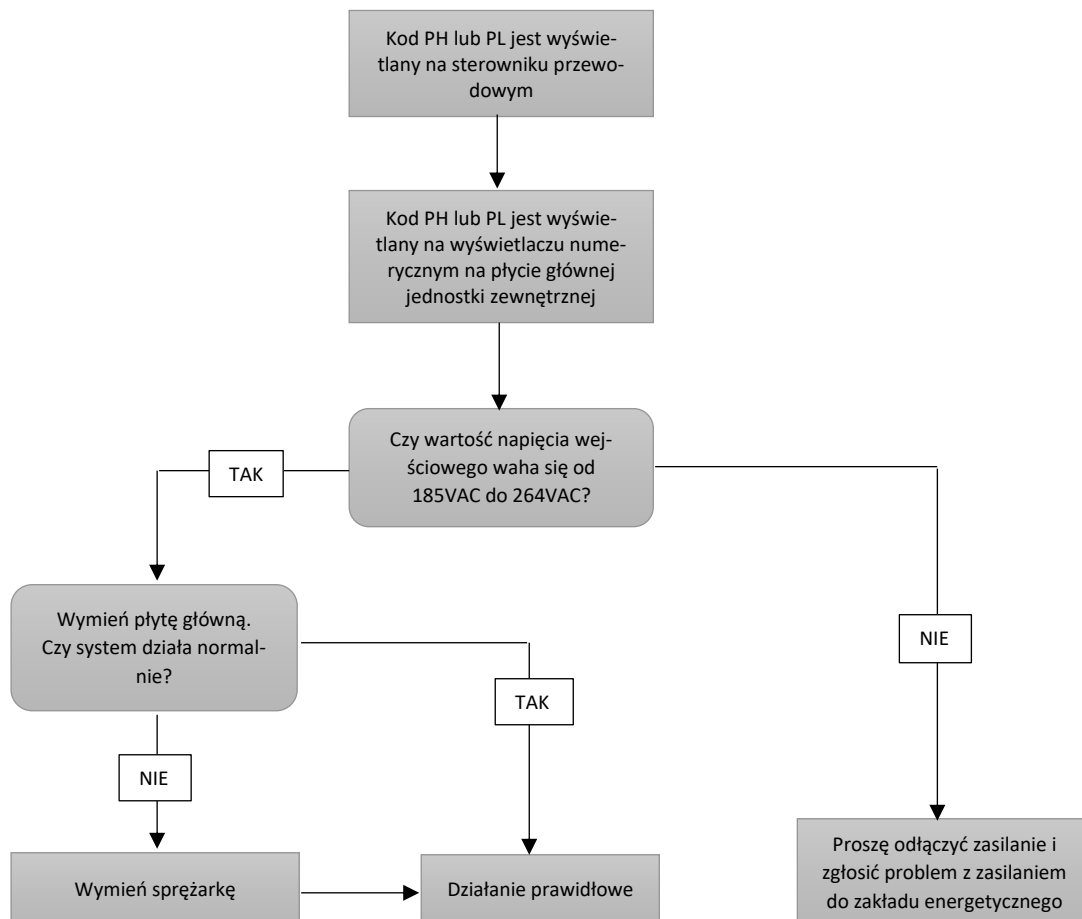 Kod PH lub PL jest wyświe-
tlany na sterowniku przewo-
dowym
Kod PH lub PL jest wyświe-
tlany na wyświetlaczu nume-
rycznym na płycie głównej
jednostki zewnętrznej
Czy wartość napięcia wej-
ściowego waha się od
185VAC do 264VAC?
TAK
Wymień płytę główną.
Czy system działa normal-
nie?
NIE
TAK
NIE
Wymień sprężarkę
Działanie prawidłowe
Proszę odłączyć zasilanie i
zgłosić problem z zasilaniem
do zakładu energetycznego